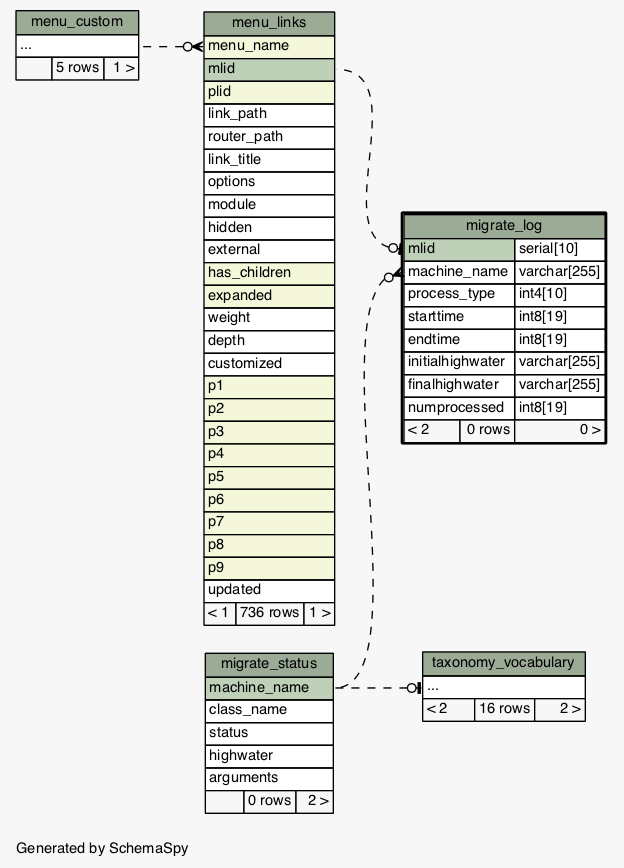 menu_custom
...
5 rows 1 >
menu_links
menu_name
mlid
plid
link_path
router_path
link_title
options
module
hidden
external
has_children
expanded
weight
depth
customized
p1
p2
p3
p4
p5
p6
p7
p8
p9
updated
< 1 736 rows 1 >
migrate_log
mlid serial[10]
machine_name varchar[255]
process_type int4[10]
starttime int8[19]
endtime int8[19]
initialhighwater varchar[255]
finalhighwater varchar[255]
numprocessed int8[19]
< 2 0 rows 0 >
migrate_status
machine_name
class_name
status
highwater
arguments
0 rows 2 >
taxonomy_vocabulary
...
< 2 16 rows 2 >
Generated by SchemaSpy